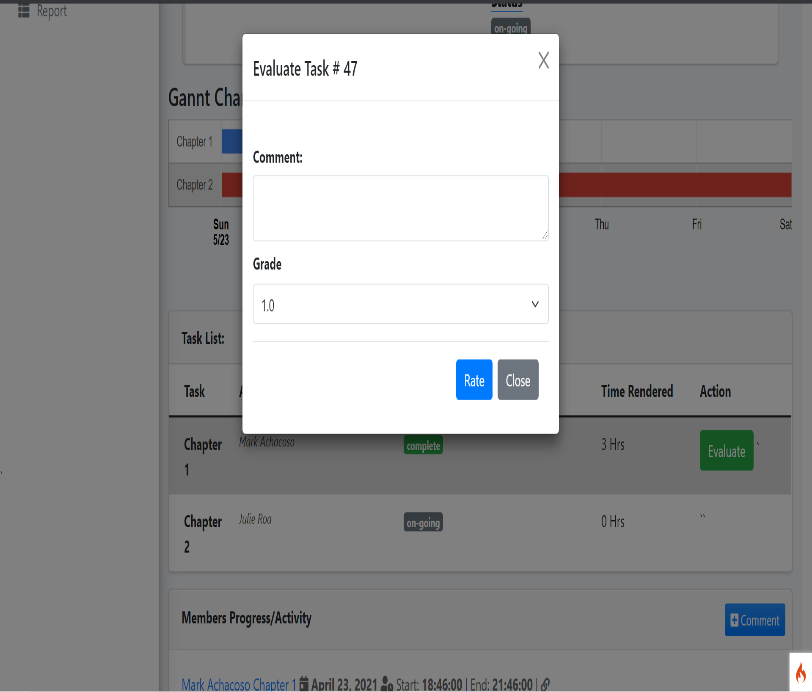 Report
Status
on-going
Evaluate Task # 47
X
Gannt Cha
Chapter 1
Comment:
Chapter 2
Sun
5/23
Thu
Fri
Sat
Grade
1.0
Task List:
Rate
Close
Task
Time Rendered
Action
Chapter
1
Mark Achacoso
complete
3 Hrs
Evaluate
`
Chapter
2
Julie Roa
on-going
0 Hrs
``
Members Progress/Activity
Comment
Mark Achacoso Chapter 1 April 23, 2021 Start: 18:46:00 | End: 21:46:00 |